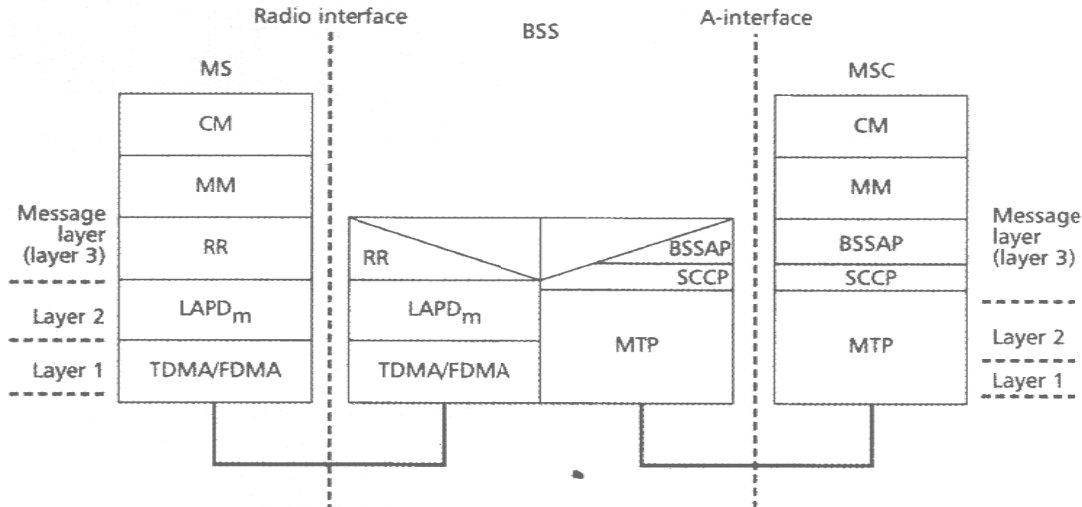 Radio interface
BSS
A-interface
MS
MSC
CM
MM
RR
LAPDm
TDMA/FDMA
Message
layer
(layer 3)
Layer 2
Layer 1
RR
LAPDm
TDMA/FDMA
BSSAP
SCCP
MTP
CM
MM
BSSAP
SCCP
MTP
Message
layer
(layer 3)
Layer 2
Layer 1